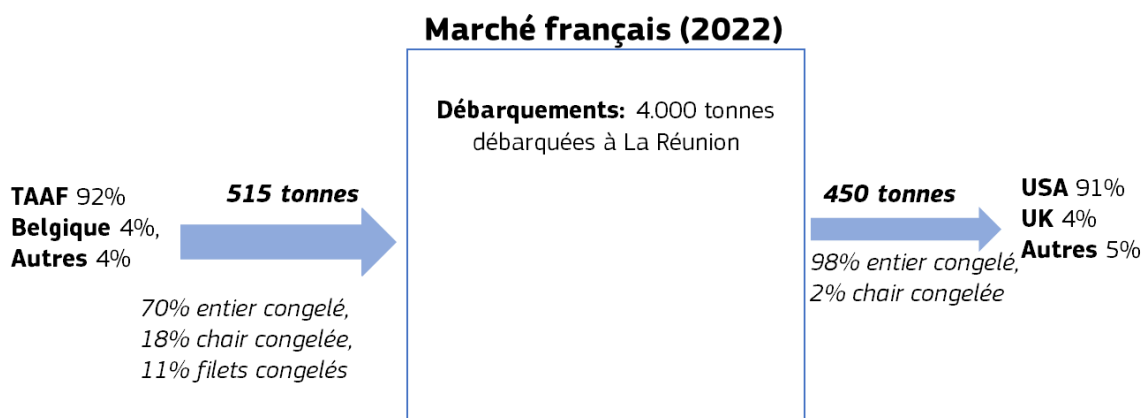 Marché français (2022)
Débarquements: 4.000 tonnes
débarquées à La Réunion
TAAF 92%
Belgique 4%,
Autres 4%
515 tonnes
70% entier congelé,
18% chair congelée,
11% filets congelés
450 tonnes
98% entier congelé,
2% chair congelée
USA 91%
UK 4%
Autres 5%